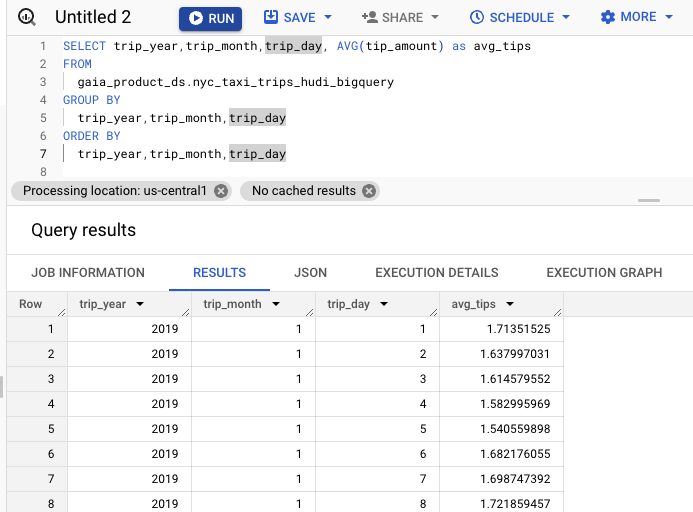 Untitled 2 RUN SAVE SHARE SCHEDULE MORE
1 SELECT trip_year,trip_month,trip_day, AVG(tip_amount) as avg_tips
2 FROM
3 gaia_product_ds.nyc_taxi_trips_hudi_bigquery
4 GROUP BY
5 trip_year,trip_month,trip_day
6 ORDER BY
7 trip_year,trip_month,trip_day
8
Processing location: us-central1 No cached results
Query results
JOB INFORMATION RESULTS JSON EXECUTION DETAILS EXECUTION GRAPH
Row trip_year trip_month trip_day avg_tips
1 2019 1 1 1.71351525
2 2019 1 2 1.637997031
3 2019 1 3 1.614579552
4 2019 1 4 1.582995969
5 2019 1 5 1.540559898
6 2019 1 6 1.682176055
7 2019 1 7 1.698747392
8 2019 1 8 1.721859457